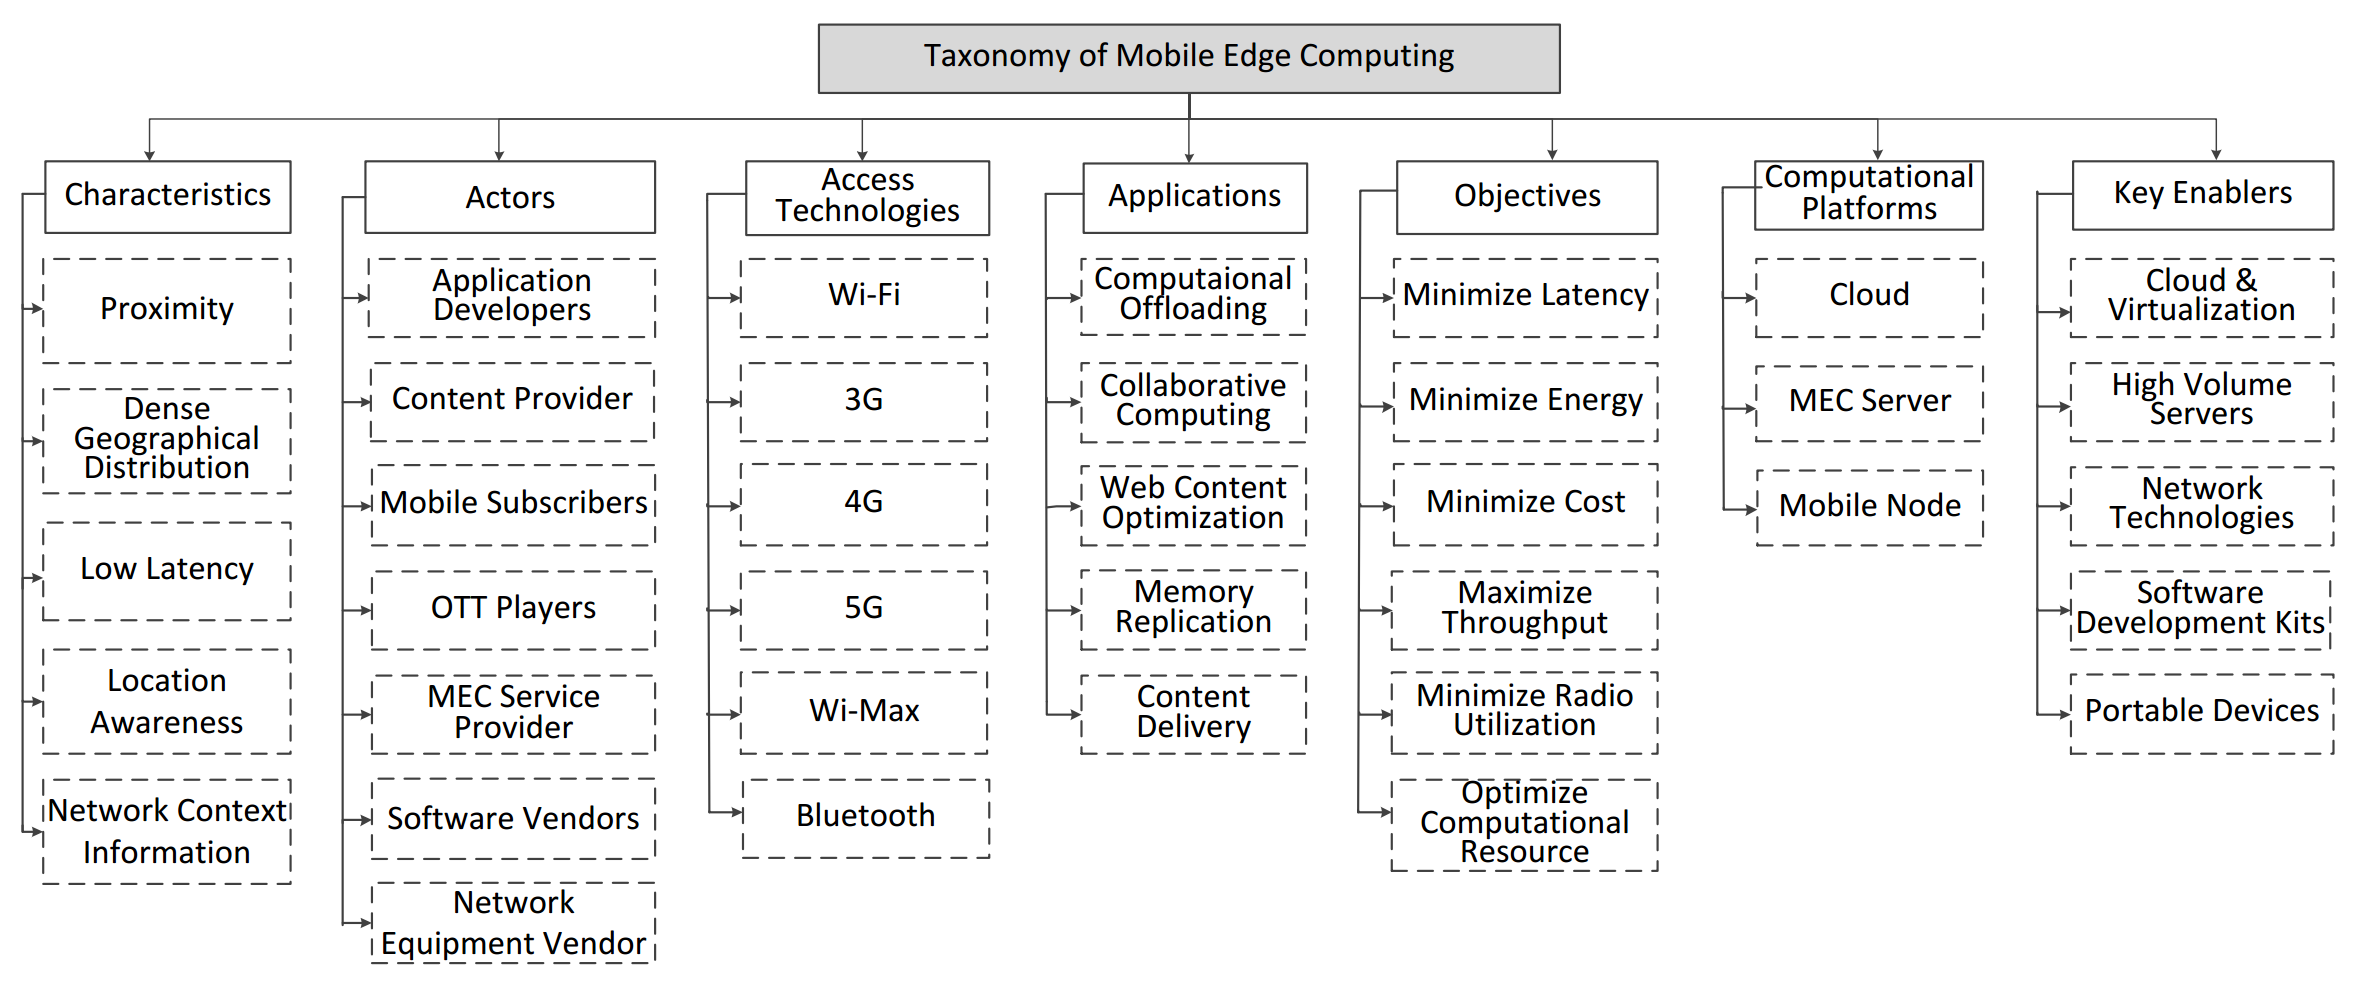 Taxonomy of Mobile Edge Computing
Characteristics
Proximity
Dense
Geographical
Distribution
Low Latency
Location
Awareness
Network Context
Information
Actors
Application
Developers
Content Provider
Mobile Subscribers
OTT Players
MEC Service
Provider
Software Vendors
Network
Equipment Vendor
Access
Technologies
Wi-Fi
3G
4G
5G
Wi-Max
Bluetooth
Applications
Computaional
Offloading
Collaborative
Computing
Web Content
Optimization
Memory
Replication
Content
Delivery
Objectives
Minimize Latency
Minimize Energy
Minimize Cost
Maximize
Throughput
Minimize Radio
Utilization
Optimize
Computational
Resource
Computational
Platforms
Cloud
MEC Server
Mobile Node
Key Enablers
Cloud &
Virtualization
High Volume
Servers
Network
Technologies
Software
Development Kits
Portable Devices